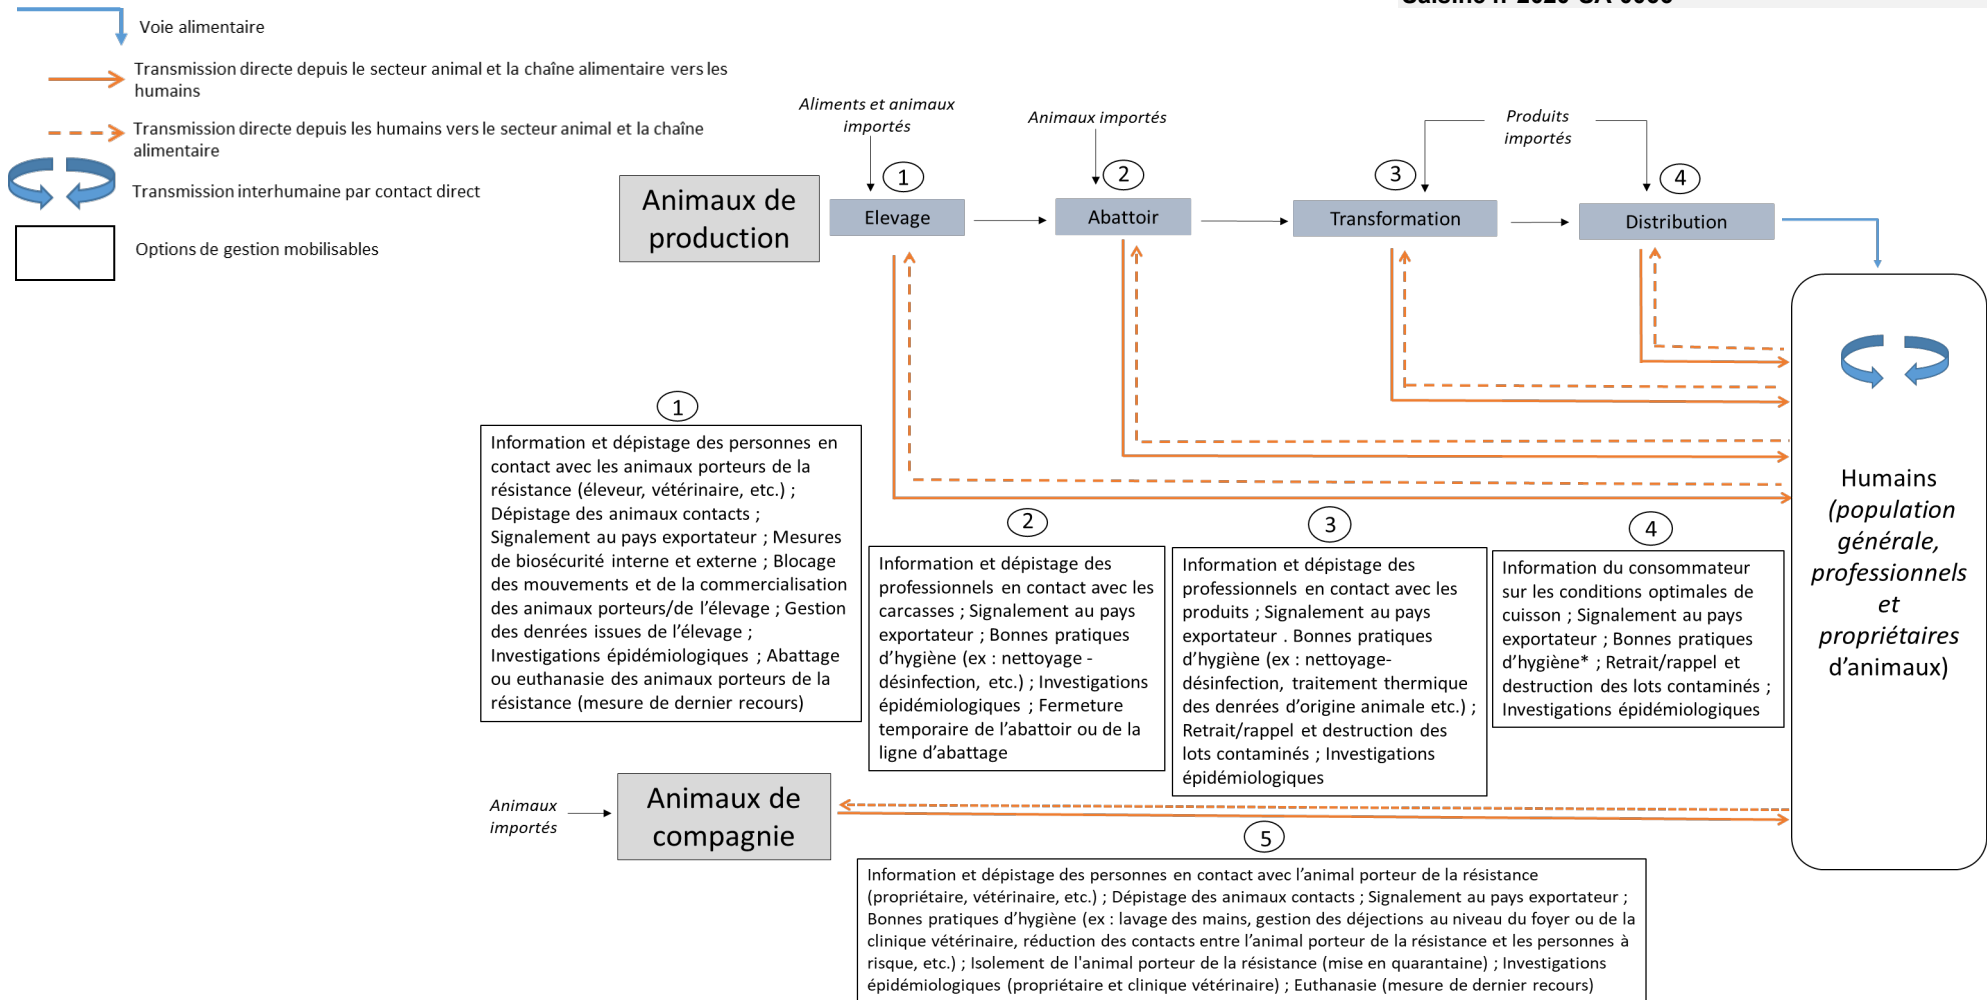 Saisine n° 2020-SA-0066
Voie alimentaire
Transmission directe depuis le secteur animal et la chaîne alimentaire vers les
humains
Transmission directe depuis les humains vers le secteur animal et la chaîne
alimentaire
Transmission interhumaine par contact direct
Options de gestion mobilisables
Aliments et animaux
importés
Animaux importés
Produits
importés
1
2
3
4
Animaux de
production
Elevage
Abattoir
Transformation
Distribution
1
Information et dépistage des personnes en
contact avec les animaux porteurs de la
résistance (éleveur, vétérinaire, etc.) ;
Dépistage des animaux contacts ;
Signalement au pays exportateur ; Mesures
de biosécurité interne et externe ; Blocage
des mouvements et de la commercialisation
des animaux porteurs/de l’élevage ; Gestion
des denrées issues de l’élevage ;
Investigations épidémiologiques ; Abattage
ou euthanasie des animaux porteurs de la
résistance (mesure de dernier recours)
2
Information et dépistage des
professionnels en contact avec les
carcasses ; Signalement au pays
exportateur ; Bonnes pratiques
d’hygiène (ex : nettoyage -
désinfection, etc.) ; Investigations
épidémiologiques ; Fermeture
temporaire de l’abattoir ou de la
ligne d’abattage
3
Information et dépistage des
professionnels en contact avec les
produits ; Signalement au pays
exportateur . Bonnes pratiques
d’hygiène (ex : nettoyage-
désinfection, traitement thermique
des denrées d’origine animale etc.) ;
Retrait/rappel et destruction des
lots contaminés ; Investigations
épidémiologiques
4
Information du consommateur
sur les conditions optimales de
cuisson ; Signalement au pays
exportateur ; Bonnes pratiques
d’hygiène* ; Retrait/rappel et
destruction des lots contaminés ;
Investigations épidémiologiques
Humains
(population
générale,
professionnels
et
propriétaires
d’animaux)
Animaux
importés
Animaux de
compagnie
5
Information et dépistage des personnes en contact avec l’animal porteur de la résistance
(propriétaire, vétérinaire, etc.) ; Dépistage des animaux contacts ; Signalement au pays exportateur ;
Bonnes pratiques d’hygiène (ex : lavage des mains, gestion des déjections au niveau du foyer ou de la
clinique vétérinaire, réduction des contacts entre l’animal porteur de la résistance et les personnes à
risque, etc.) ; Isolement de l'animal porteur de la résistance (mise en quarantaine) ; Investigations
épidémiologiques (propriétaire et clinique vétérinaire) ; Euthanasie (mesure de dernier recours)